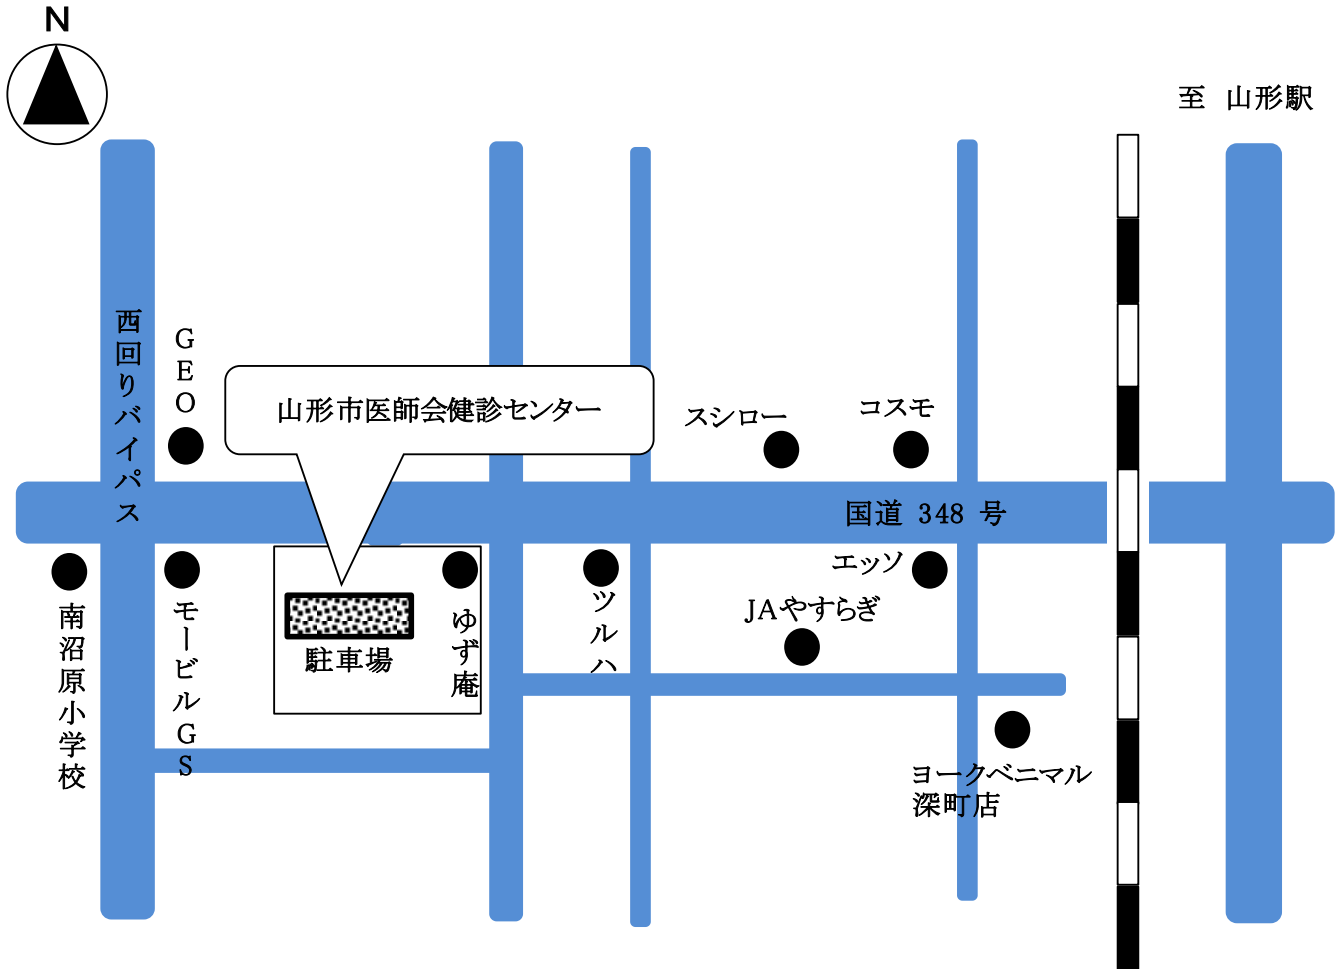 N
至 山形駅
西回りバイパス
GEO
山形市医師会健診センター
スシロー
コスモ
国道 348 号
南沼原小学校
モービルGS
駐車場
ゆず庵
ツルハ
エッソ
JAやすらぎ
ヨークベニマル
深町店